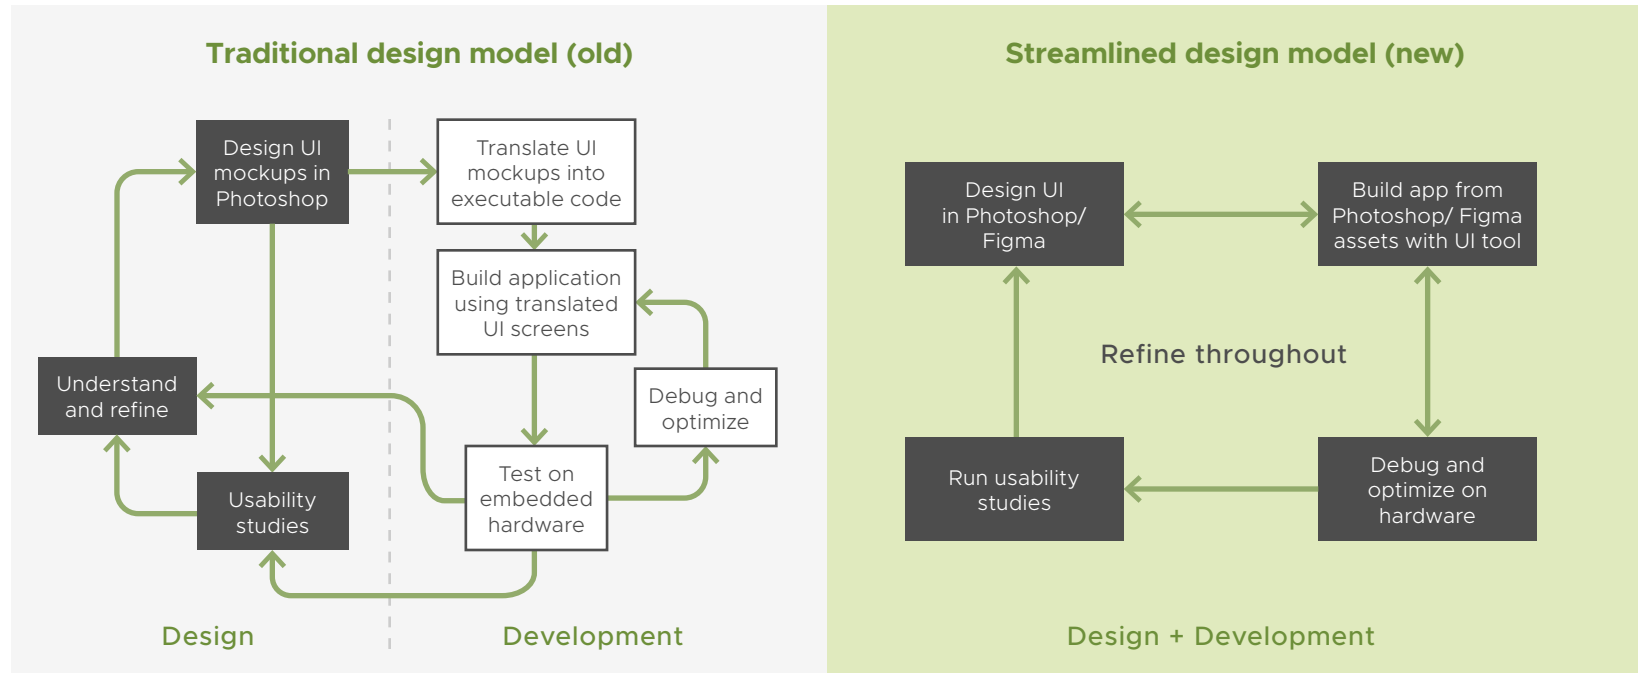 Traditional design model (old)
Design UI
mockups in
Photoshop
Translate UI
mockups into
executable code
Build application
using translated
UI screens
Understand
and refine
Debug and
optimize
Usability
studies
Test on
embedded
hardware
Design
Development
Streamlined design model (new)
Design UI
in Photoshop/
Figma
Build app from
Photoshop/ Figma
assets with UI tool
Refine throughout
Run usability
studies
Debug and
optimize on
hardware
Design + Development